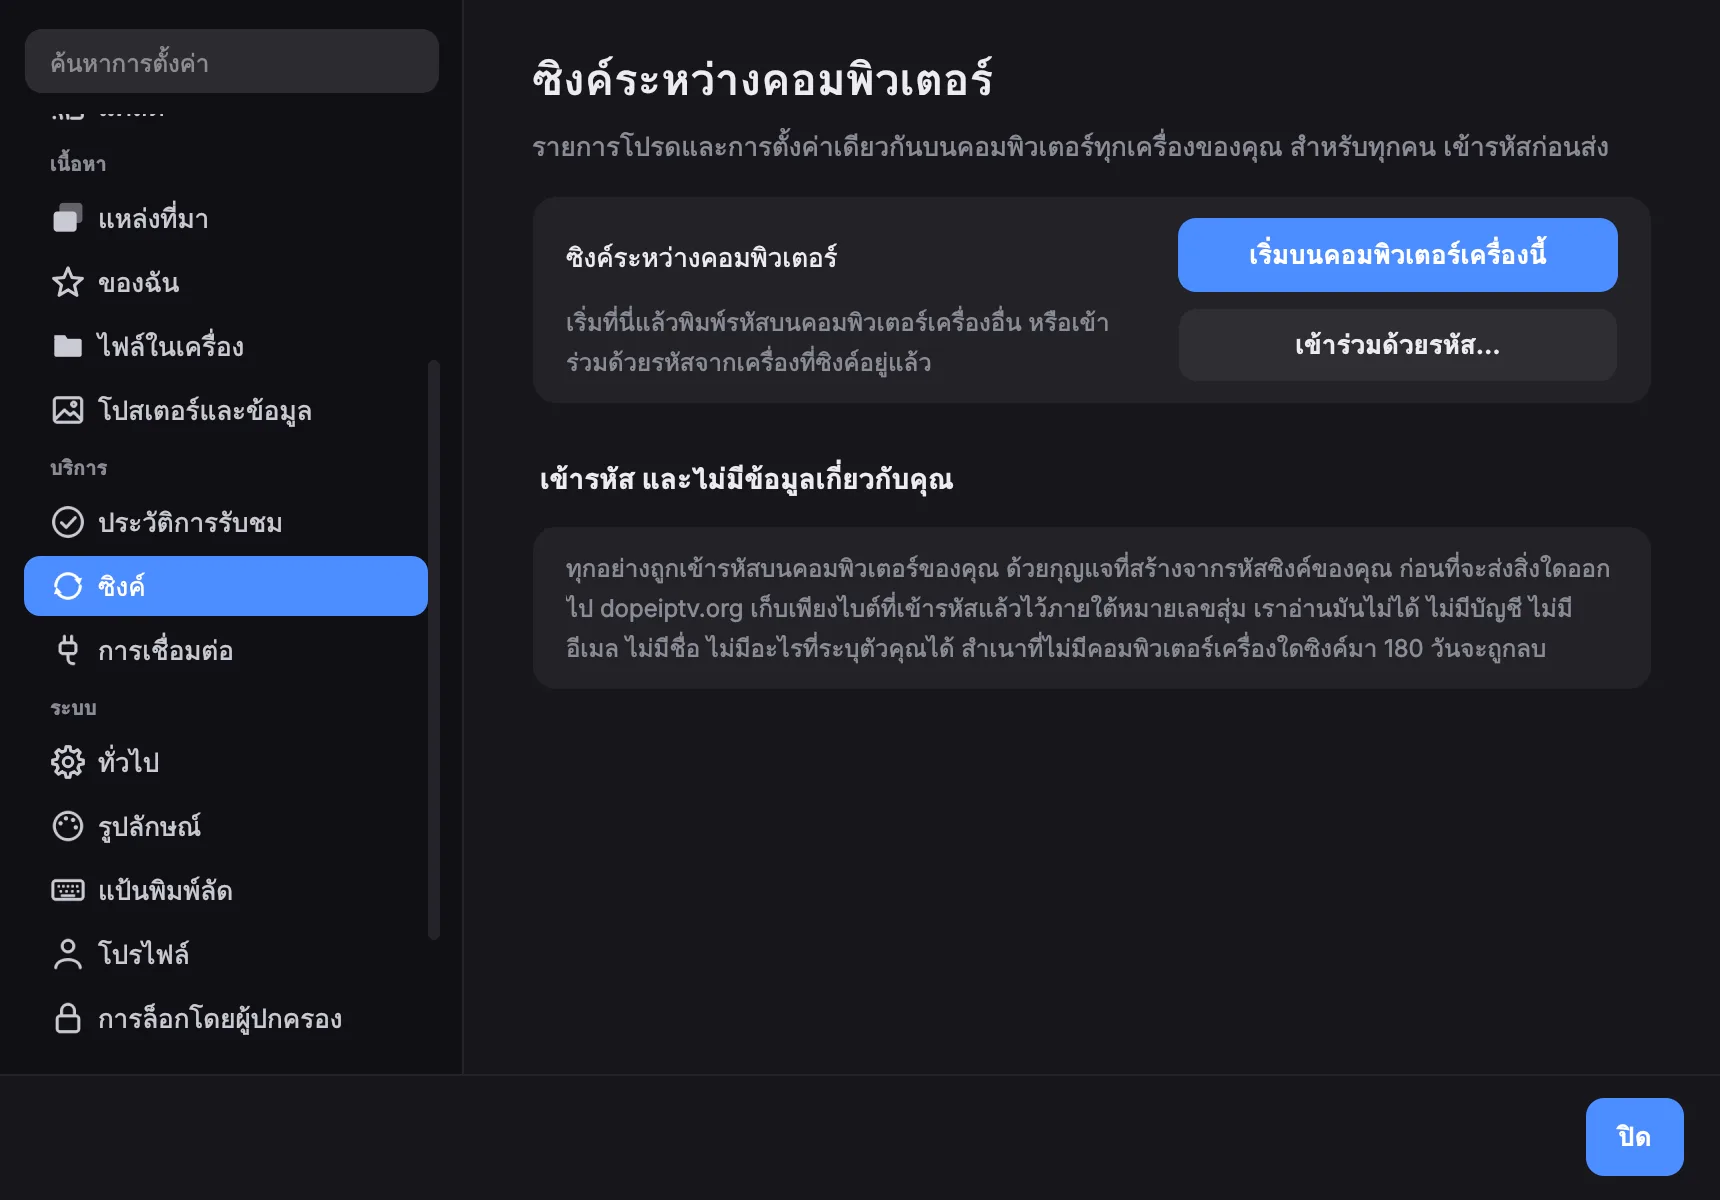 ค้นหาการตั้งค่า
เนื้อหา
แหล่งที่มา
ของฉัน
ไฟล์ในเครื่อง
โปสเตอร์และข้อมูล
บริการ
ประวัติการรับชม
ซิงค์
การเชื่อมต่อ
ระบบ
ทั่วไป
รูปลักษณ์
แป้นพิมพ์ลัด
โปรไฟล์
การล็อกโดยผู้ปกครอง
ซิงค์ระหว่างคอมพิวเตอร์
รายการโปรดและการตั้งค่าเดียวกันบนคอมพิวเตอร์ทุกเครื่องของคุณ สำหรับทุกคน เข้ารหัสก่อนส่ง
ซิงค์ระหว่างคอมพิวเตอร์
เริ่มที่นี่แล้วพิมพ์รหัสบนคอมพิวเตอร์เครื่องอื่น หรือเข้า
ร่วมด้วยรหัสจากเครื่องที่ซิงค์อยู่แล้ว
เริ่มบนคอมพิวเตอร์เครื่องนี้
เข้าร่วมด้วยรหัส...
เข้ารหัส และไม่มีข้อมูลเกี่ยวกับคุณ
ทุกอย่างถูกเข้ารหัสบนคอมพิวเตอร์ของคุณ ด้วยกุญแจที่สร้างจากรหัสซิงค์ของคุณ ก่อนที่จะส่งสิ่งใดออก
ไป dopeiptv.org เก็บเพียงไบต์ที่เข้ารหัสแล้วไว้ภายใต้หมายเลขสุ่ม เราอ่านมันไม่ได้ ไม่มีบัญชี ไม่มี
อีเมล ไม่มีชื่อ ไม่มีอะไรที่ระบุตัวคุณได้ สำเนาที่ไม่มีคอมพิวเตอร์เครื่องใดซิงค์มา 180 วันจะถูกลบ
ปิด